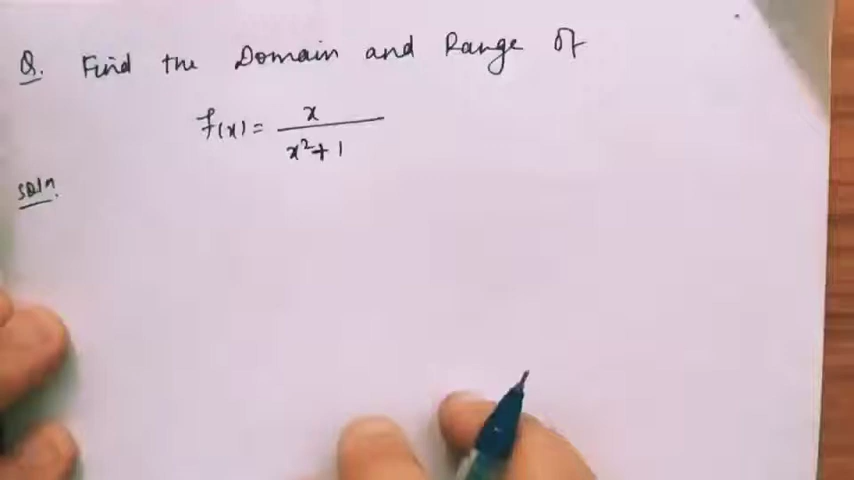 Q. Find the Domain and Range of
f(x) = x / x²+1
Soln.